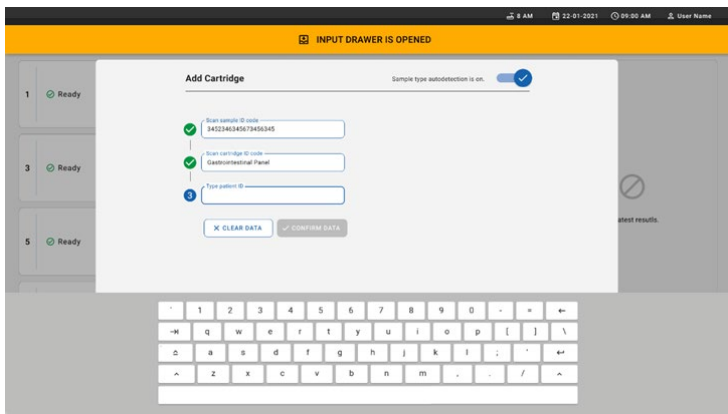 8 AM 22-01-2021 09:00 AM User Name
INPUT DRAWER IS OPENED
Add Cartridge
Sample type autodetection is on.
1 Ready
Scan sample ID code
3452346345673456345
Scan cartridge ID code
Gastrointestinal Panel
3 Ready
3 Type patient ID
atest resutlls.
CLEAR DATA CONFIRM DATA
5 Ready
` 1 2 3 4 5 6 7 8 9 0 - =
q w e r t y u i o p [ ] \
a s d f g h j k l ; '
z x c v b n m , . /